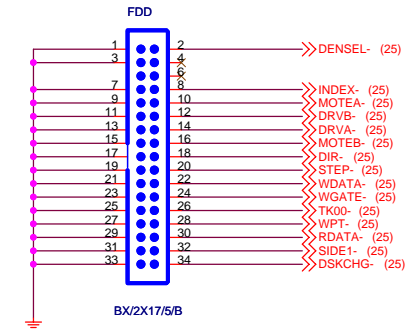 FDD
1 2 DENSEL- (25)
3 4
6
7 8 INDEX- (25)
9 10 MOTEA- (25)
11 12 DRVB- (25)
13 14 DRVA- (25)
15 16 MOTEB- (25)
17 18 DIR- (25)
19 20 STEP- (25)
21 22 WDATA- (25)
23 24 WGATE- (25)
25 26 TK00- (25)
27 28 WPT- (25)
29 30 RDATA- (25)
31 32 SIDE1- (25)
33 34 DSKCHG- (25)
BX/2X17/5/B